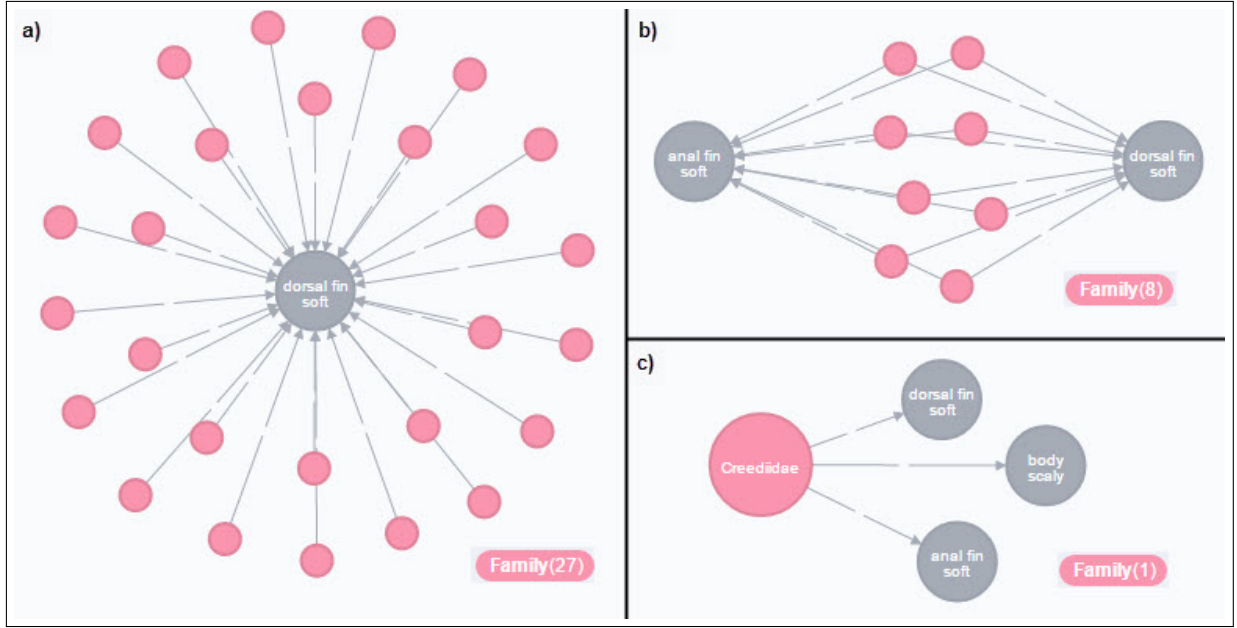 a)
dorsal fin
soft
Family(27)
b)
anal fin
soft
dorsal fin
soft
Family(8)
c)
dorsal fin
soft
Creediidae
body
scaly
anal fin
soft
Family(1)